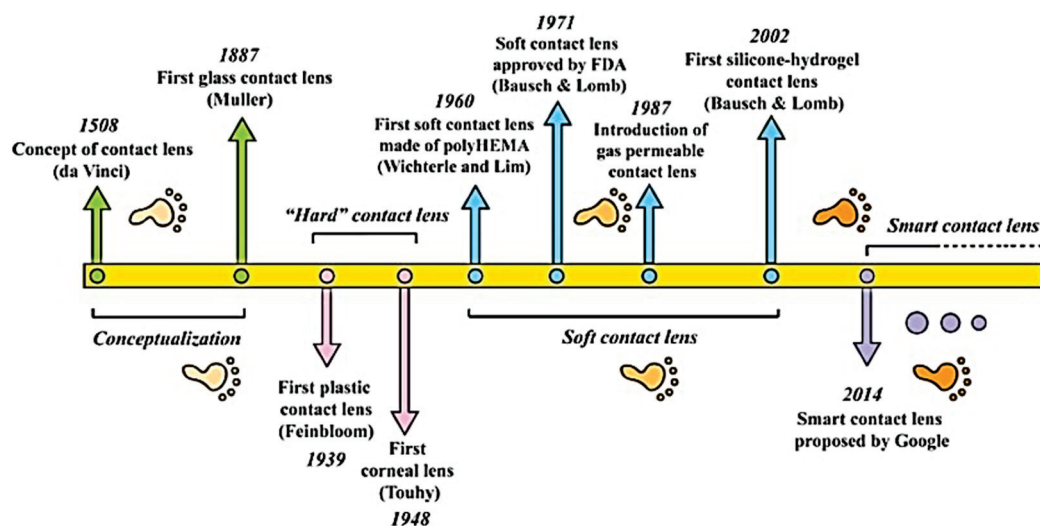 1508
Concept of contact lens
(da Vinci)
1887
First glass contact lens
(Muller)
"Hard" contact lens
1960
First soft contact lens
made of polyHEMA
(Wichterle and Lim)
1971
Soft contact lens
approved by FDA
(Bausch & Lomb)
1987
Introduction of
gas permeable
contact lens
2002
First silicone-hydrogel
contact lens
(Bausch & Lomb)
Smart contact lens
Conceptualization
First plastic
contact lens
(Feinbloom)
1939
First
corneal lens
(Touhy)
1948
Soft contact lens
2014
Smart contact lens
proposed by Google